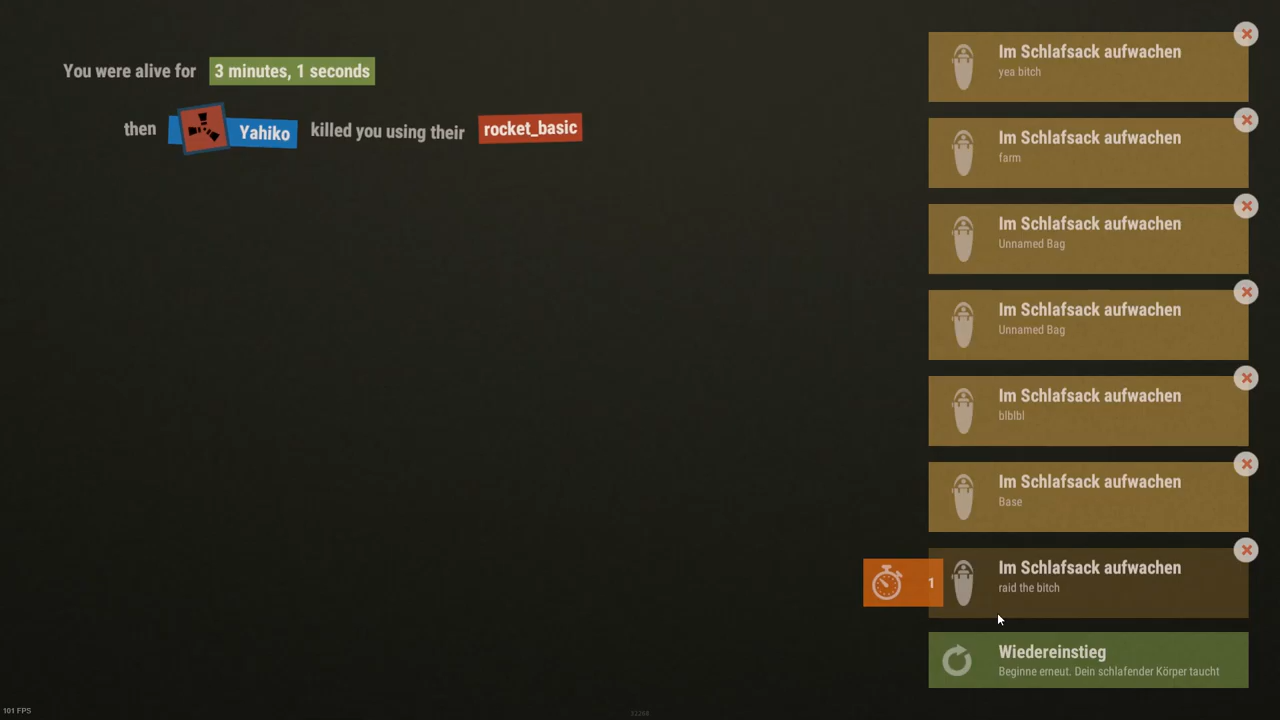 You were alive for 3 minutes, 1 seconds
then Yahiko killed you using their rocket_basic
Im Schlafsack aufwachen
yea bitch
Im Schlafsack aufwachen
farm
Im Schlafsack aufwachen
Unnamed Bag
Im Schlafsack aufwachen
Unnamed Bag
Im Schlafsack aufwachen
blblbl
Im Schlafsack aufwachen
Base
1
Im Schlafsack aufwachen
raid the bitch
Wiedereinstieg
Beginne erneut. Dein schlafender Körper taucht
101 FPS